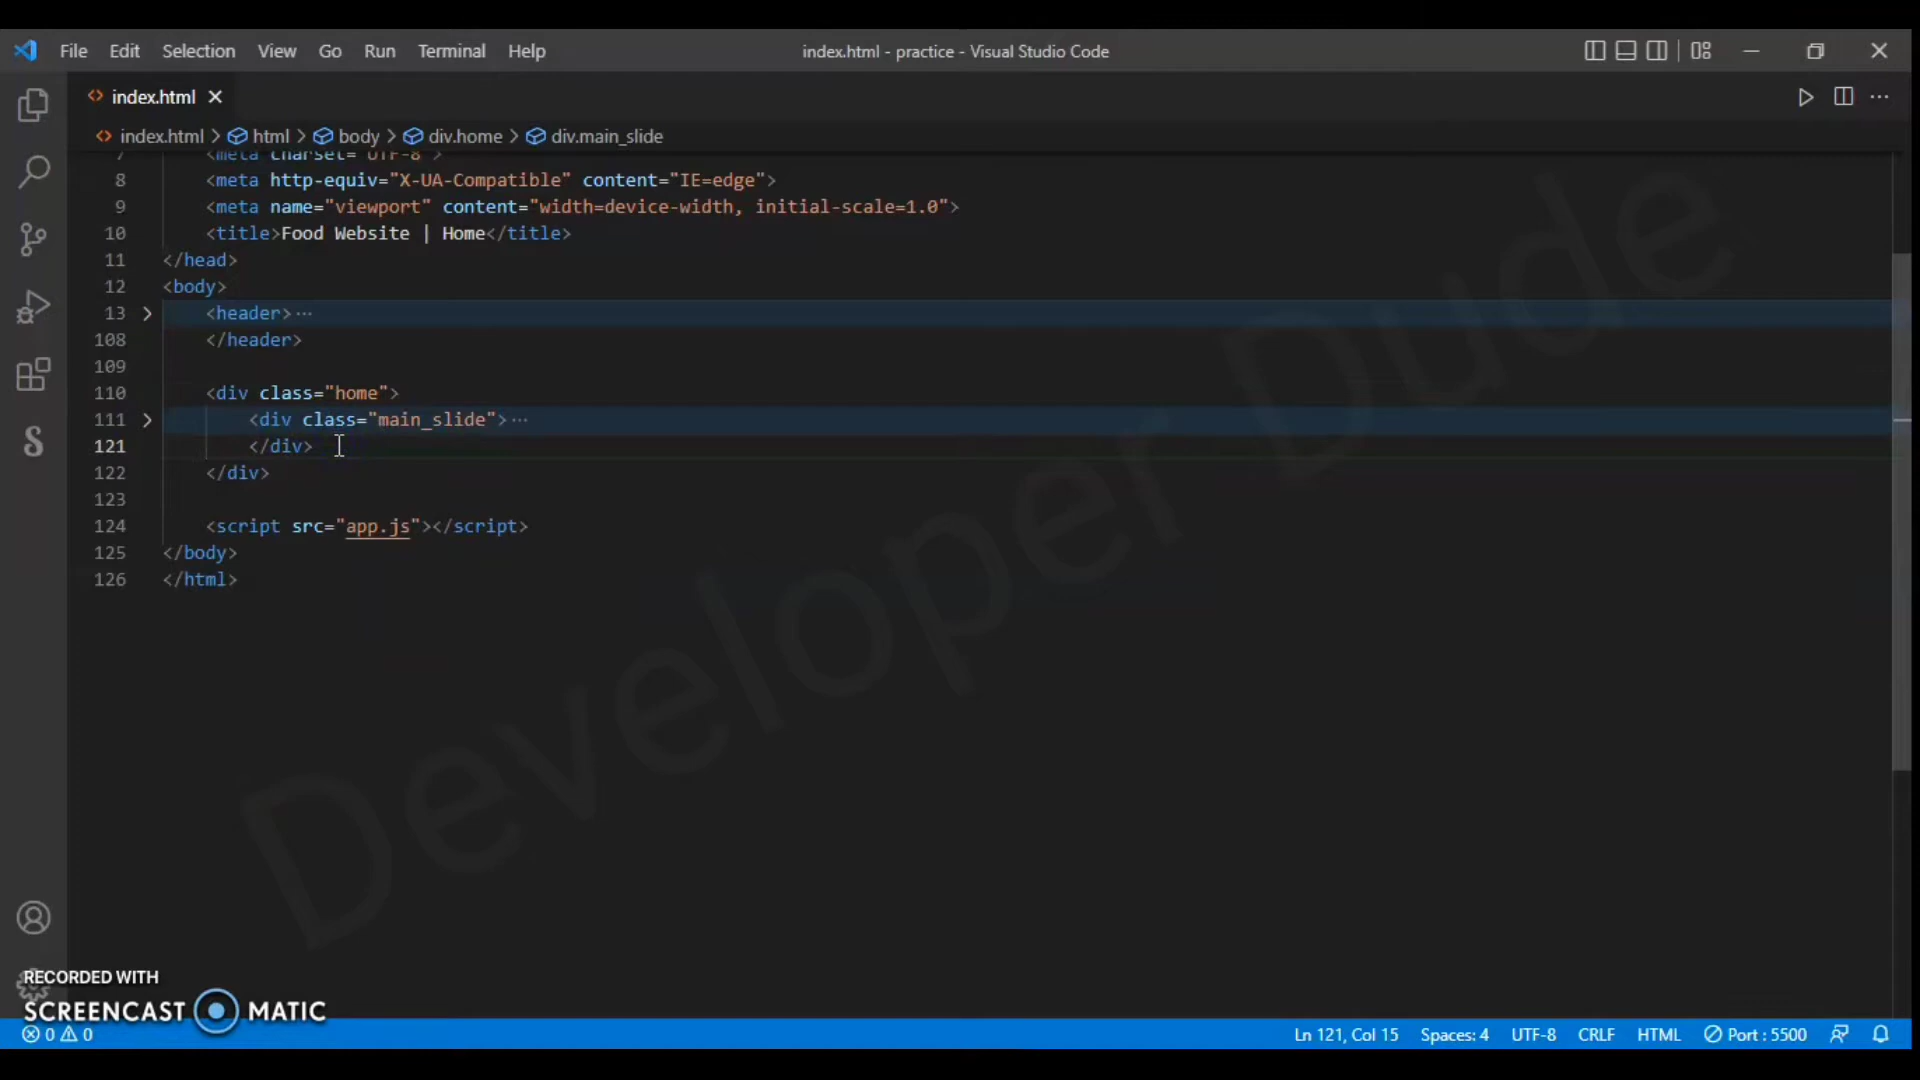 File Edit Selection View Go Run Terminal Help index.html - practice - Visual Studio Code
index.html
index.html > html > body > div.home > div.main_slide
7 <meta charset="UTF-8">
8 <meta http-equiv="X-UA-Compatible" content="IE=edge">
9 <meta name="viewport" content="width=device-width, initial-scale=1.0">
10 <title>Food Website | Home</title>
11 </head>
12 <body>
13 <header>···
108 </header>
109
110 <div class="home">
111 <div class="main_slide">···
121 </div>
122 </div>
123
124 <script src="app.js"></script>
125 </body>
126 </html>
Developer Dude
RECORDED WITH
SCREENCAST MATIC
0 0 Ln 121, Col 15 Spaces: 4 UTF-8 CRLF HTML Port : 5500